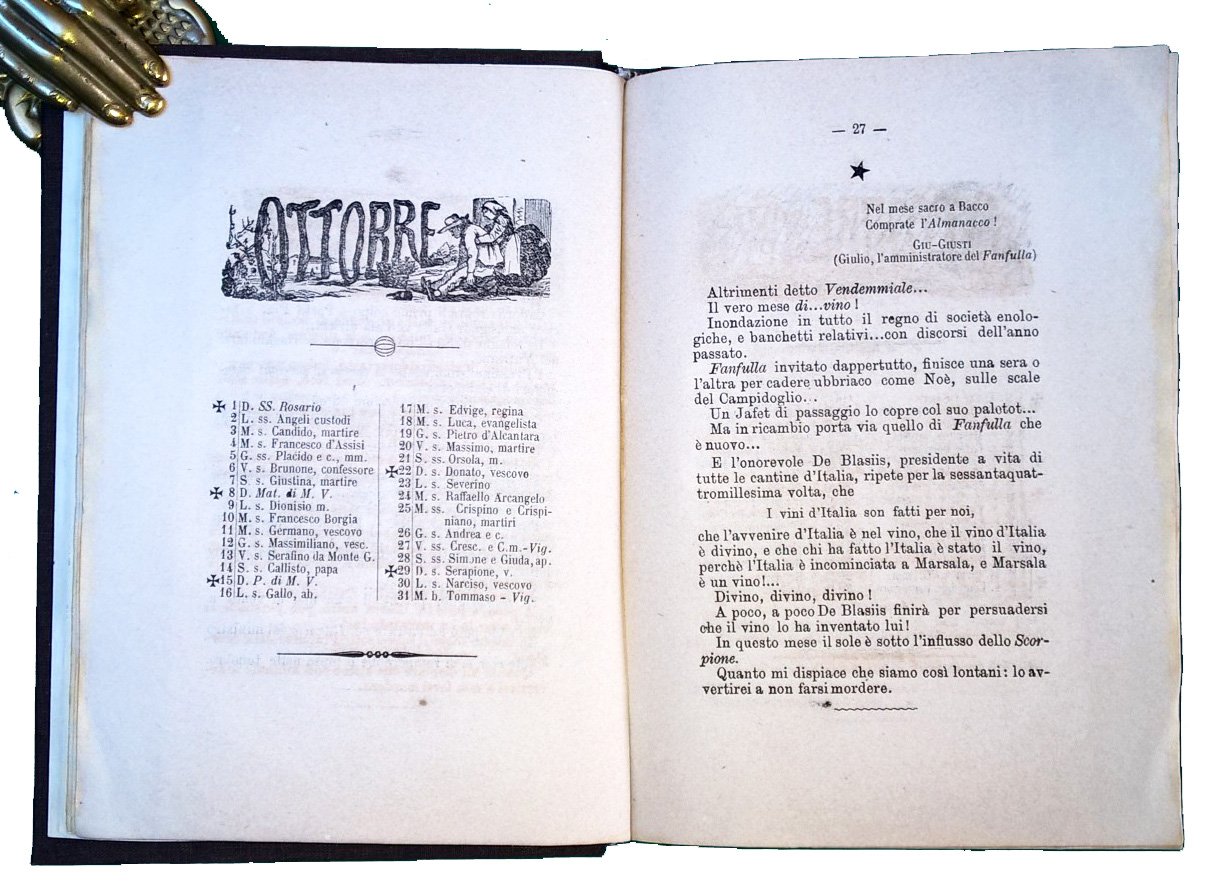 OTTOBRE
✠ 1 D. SS. Rosario
2 L. ss. Angeli custodi
3 M. s. Candido, martire
4 M. s. Francesco d'Assisi
5 G. ss. Placido e c., mm.
6 V. s. Brunone, confessore
7 S. s. Giustina, martire
✠ 8 D. Mat. di M. V.
9 L. s. Dionisio m.
10 M. s. Francesco Borgia
11 M. s. Germano, vescovo
12 G. s. Massimiliano, vesc.
13 V. s. Serafino da Monte G.
14 S. s. Callisto, papa
✠ 15 D. P. di M. V.
16 L. s. Gallo, ab.
17 M. s. Edvige, regina
18 M. s. Luca, evangelista
19 G. s. Pietro d'Alcantara
20 V. s. Massimo, martire
21 S. ss. Orsola, m.
✠ 22 D. s. Donato, vescovo
23 L. s. Severino
24 M. s. Raffaello Arcangelo
25 M. ss. Crispino e Crispi-
niano, martiri
26 G. s. Andrea e c.
27 V. ss. Cresc. e C.m.-Vig.
28 S. ss. Simone e Giuda, ap.
✠ 29 D. s. Serapione, v.
30 L. s. Narciso, vescovo
31 M. b. Tommaso - Vig.
— 27 —
★
Nel mese sacro a Bacco
Comprate l'Almanacco !
GIU-GIUSTI
(Giulio, l'amministratore del Fanfulla)
Altrimenti detto Vendemmiale...
Il vero mese di...vino !
Inondazione in tutto il regno di società enolo-
giche, e banchetti relativi...con discorsi dell'anno
passato.
Fanfulla invitato dappertutto, finisce una sera o
l'altra per cadere ubbriaco come Noè, sulle scale
del Campidoglio...
Un Jafet di passaggio lo copre col suo palotot...
Ma in ricambio porta via quello di Fanfulla che
è nuovo...
E l'onorevole De Blasiis, presidente a vita di
tutte le cantine d'Italia, ripete per la sessantaquat-
tromillesima volta, che
I vini d'Italia son fatti per noi,
che l'avvenire d'Italia è nel vino, che il vino d'Italia
è divino, e che chi ha fatto l'Italia è stato il vino,
perchè l'Italia è incominciata a Marsala, e Marsala
è un vino!...
Divino, divino, divino !
A poco, a poco De Blasiis finirà per persuadersi
che il vino lo ha inventato lui!
In questo mese il sole è sotto l'influsso dello Scor-
pione.
Quanto mi dispiace che siamo così lontani: lo av-
vertirei a non farsi mordere.